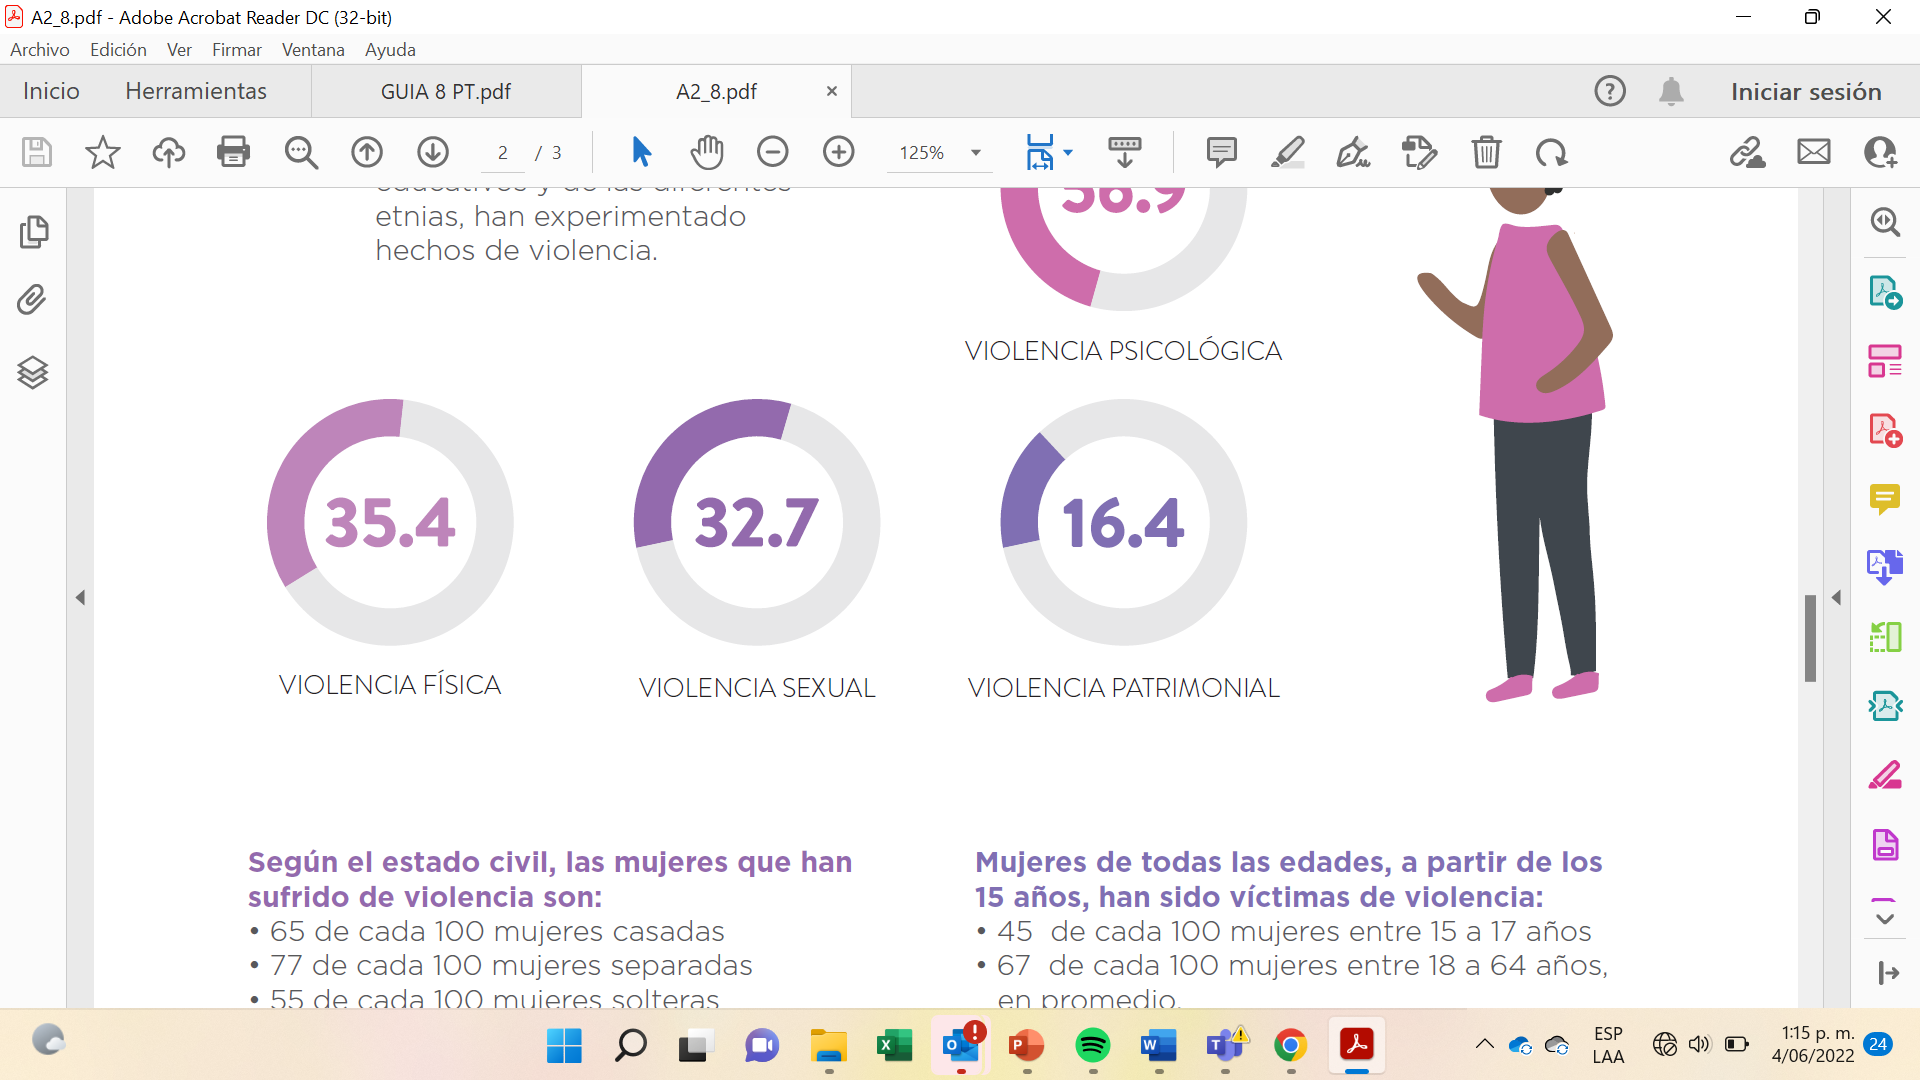 A2_8.pdf - Adobe Acrobat Reader DC (32-bit)
Archivo Edición Ver Firmar Ventana Ayuda
Inicio Herramientas GUIA 8 PT.pdf A2_8.pdf × Iniciar sesión
2 / 3 125%
educativos y de las diferentes
etnias, han experimentado
hechos de violencia.
56.9
VIOLENCIA PSICOLÓGICA
35.4
32.7
16.4
VIOLENCIA FÍSICA
VIOLENCIA SEXUAL
VIOLENCIA PATRIMONIAL
Según el estado civil, las mujeres que han
sufrido de violencia son:
• 65 de cada 100 mujeres casadas
• 77 de cada 100 mujeres separadas
• 55 de cada 100 mujeres solteras
Mujeres de todas las edades, a partir de los
15 años, han sido víctimas de violencia:
• 45 de cada 100 mujeres entre 15 a 17 años
• 67 de cada 100 mujeres entre 18 a 64 años,
en promedio.
ESP
LAA
1:15 p. m.
4/06/2022
24